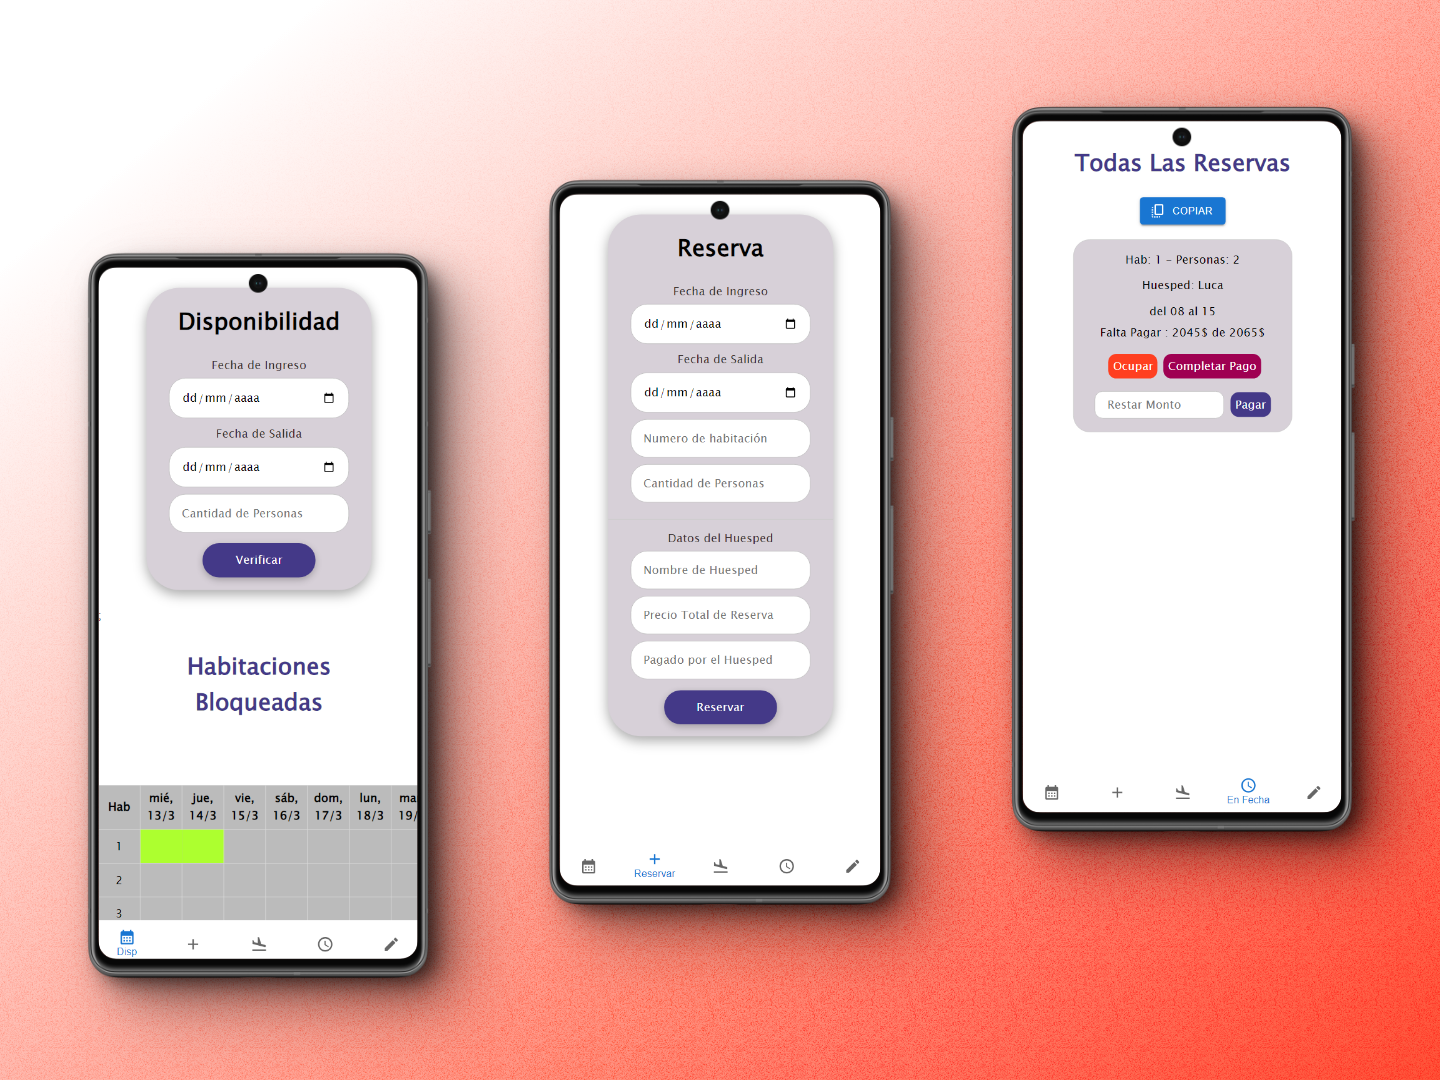 Disponibilidad
Fecha de Ingreso
dd/mm/aaaa
Fecha de Salida
dd/mm/aaaa
Cantidad de Personas
Verificar
Habitaciones
Bloqueadas
Hab mié, 13/3 jue, 14/3 vie, 15/3 sáb, 16/3 dom, 17/3 lun, 18/3 ma 19/
1
2
3
Disp
Reserva
Fecha de Ingreso
dd/mm/aaaa
Fecha de Salida
dd/mm/aaaa
Numero de habitación
Cantidad de Personas
Datos del Huesped
Nombre de Huesped
Precio Total de Reserva
Pagado por el Huesped
Reservar
Reservar
Todas Las Reservas
COPIAR
Hab: 1 - Personas: 2
Huesped: Luca
del 08 al 15
Falta Pagar : 2045$ de 2065$
Ocupar Completar Pago
Restar Monto Pagar
En Fecha